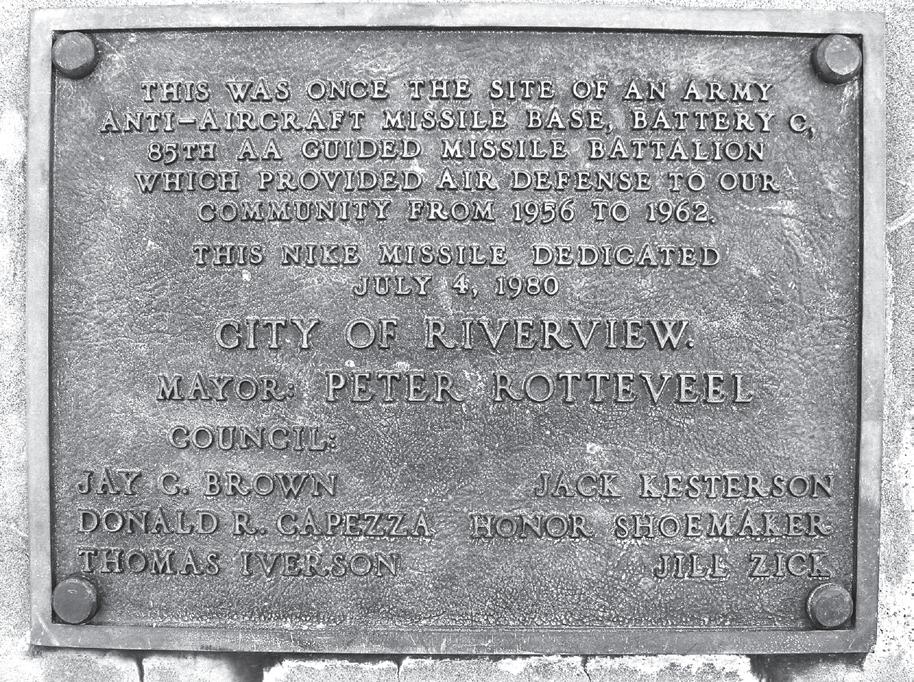 THIS WAS ONCE THE SITE OF AN ARMY
ANTI-AIRCRAFT MISSILE BASE, BATTERY C,
85TH AA GUIDED MISSILE BATTALION
WHICH PROVIDED AIR DEFENSE TO OUR
COMMUNITY FROM 1956 TO 1962.
THIS NIKE MISSILE DEDICATED
JULY 4, 1980
CITY OF RIVERVIEW.
MAYOR: PETER ROTTEVEEL
COUNCIL:
JAY C. BROWN JACK KESTERSON
DONALD R. CAPEZZA HONOR SHOEMAKER
THOMAS IVERSON JILL ZICK